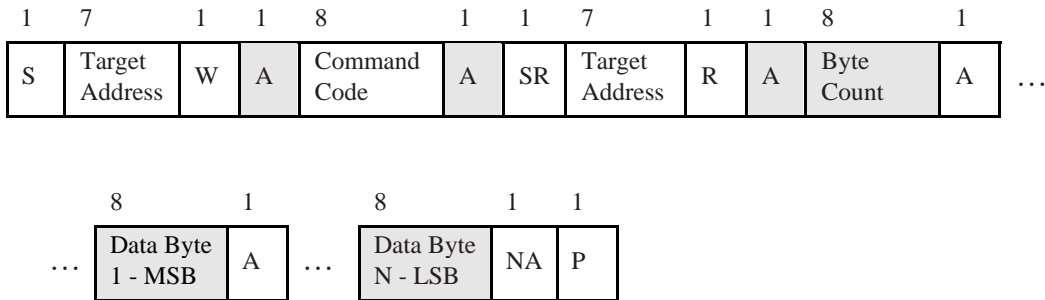 1 7 1 1 8 1 1 7 1 1 8 1
S Target Address W A Command Code A SR Target Address R A Byte Count A …
8 1 8 1 1
… Data Byte 1 - MSB A … Data Byte N - LSB NA P